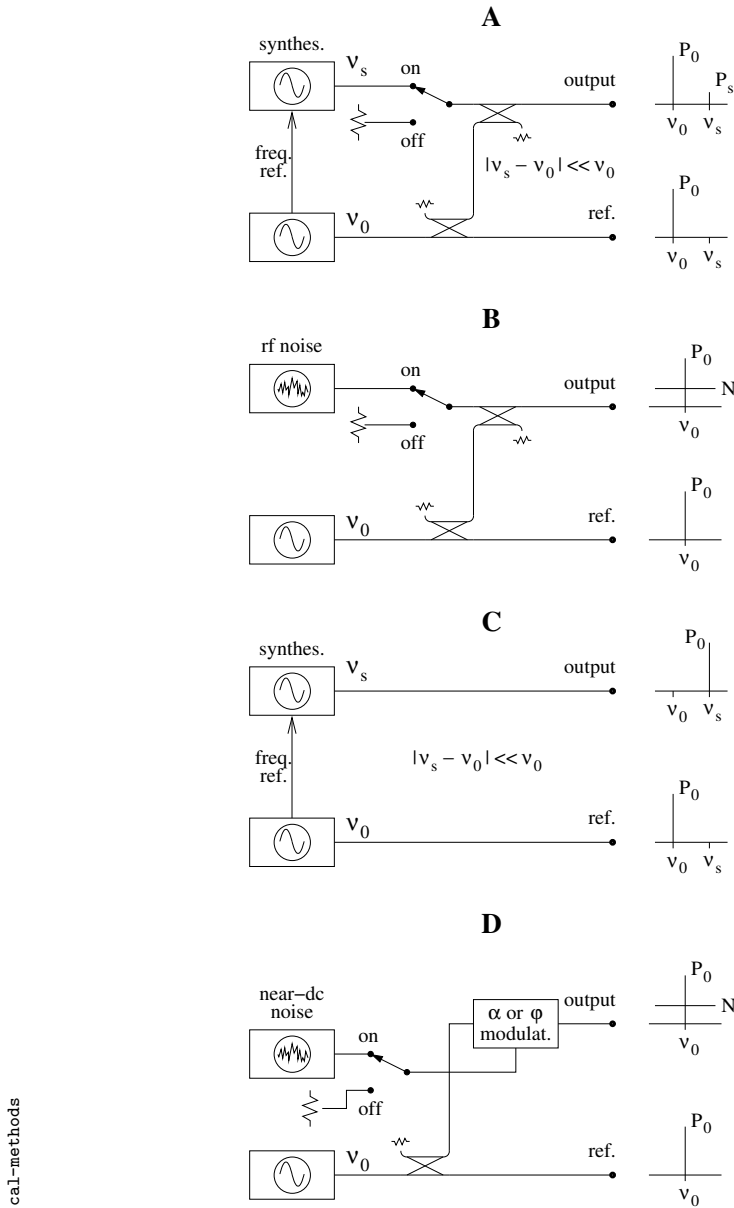 A
synthes. ν_s on output P_0 P_s
off ν_0 ν_s
freq. ref. |ν_s − ν_0| << ν_0
ν_0 ref. P_0
ν_0 ν_s
B
rf noise on output P_0 N
off ν_0
ν_0 ref. P_0
ν_0
C
synthes. ν_s output P_0
ν_0 ν_s
freq. ref. |ν_s − ν_0| << ν_0
ν_0 ref. P_0
ν_0 ν_s
D
near−dc noise on α or φ modulat. output P_0 N
off ν_0
ν_0 ref. P_0
ν_0
cal-methods